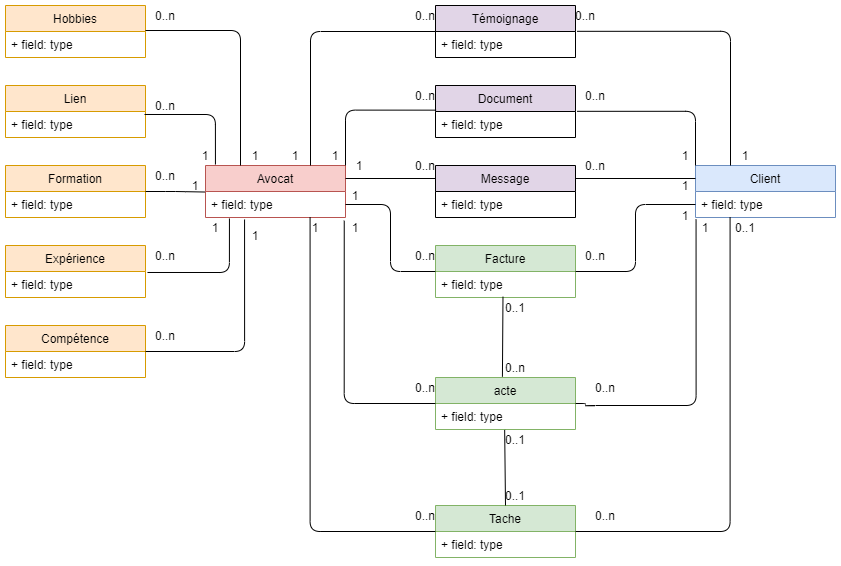 Hobbies
+ field: type
0..n
Lien
+ field: type
0..n
Formation
+ field: type
0..n
Expérience
+ field: type
0..n
Compétence
+ field: type
0..n
1
1
1
1
1
1
1
1
1
1
1
Avocat
+ field: type
0..n
Témoignage
+ field: type
0..n
0..n
Document
+ field: type
0..n
0..n
Message
+ field: type
0..n
0..n
Facture
+ field: type
0..n
0..1
0..n
0..n
acte
+ field: type
0..n
0..1
0..1
0..n
Tache
+ field: type
0..n
1
1
1
1
1
0..1
Client
+ field: type